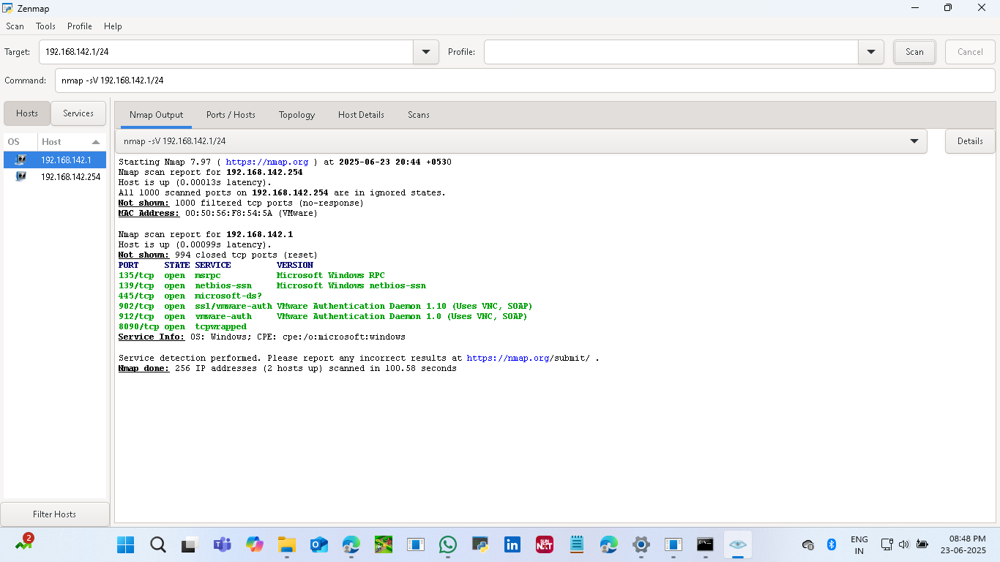 Zenmap
Scan Tools Profile Help
Target: 192.168.142.1/24 Profile: Scan Cancel
Command: nmap -sV 192.168.142.1/24
Hosts Services
OS Host
192.168.142.1
192.168.142.254
Filter Hosts
Nmap Output Ports / Hosts Topology Host Details Scans
nmap -sV 192.168.142.1/24 Details
Starting Nmap 7.97 ( https://nmap.org ) at 2025-06-23 20:44 +0530
Nmap scan report for 192.168.142.254
Host is up (0.00013s latency).
All 1000 scanned ports on 192.168.142.254 are in ignored states.
Not shown: 1000 filtered tcp ports (no-response)
MAC Address: 00:50:56:F8:54:5A (VMware)
Nmap scan report for 192.168.142.1
Host is up (0.00099s latency).
Not shown: 994 closed tcp ports (reset)
PORT STATE SERVICE VERSION
135/tcp open msrpc Microsoft Windows RPC
139/tcp open netbios-ssn Microsoft Windows netbios-ssn
445/tcp open microsoft-ds?
902/tcp open ssl/vmware-auth VMware Authentication Daemon 1.10 (Uses VNC, SOAP)
912/tcp open vmware-auth VMware Authentication Daemon 1.0 (Uses VNC, SOAP)
8090/tcp open tcpwrapped
Service Info: OS: Windows; CPE: cpe:/o:microsoft:windows
Service detection performed. Please report any incorrect results at https://nmap.org/submit/ .
Nmap done: 256 IP addresses (2 hosts up) scanned in 100.58 seconds
2
SUN NXT
ENG
IN
08:48 PM
23-06-2025